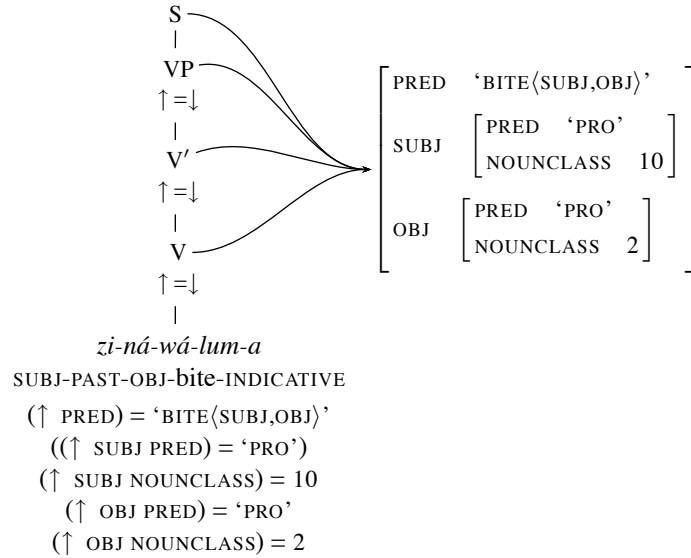 S
VP
↑ =↓
V′
↑ =↓
V
↑ =↓
zi-ná-wá-lum-a
SUBJ-PAST-OBJ-bite-INDICATIVE
(↑ PRED) = ‘BITE⟨SUBJ,OBJ⟩’
((↑ SUBJ PRED) = ‘PRO’)
(↑ SUBJ NOUNCLASS) = 10
(↑ OBJ PRED) = ‘PRO’
(↑ OBJ NOUNCLASS) = 2
PRED ‘BITE⟨SUBJ,OBJ⟩’
SUBJ
PRED ‘PRO’
NOUNCLASS 10
OBJ
PRED ‘PRO’
NOUNCLASS 2